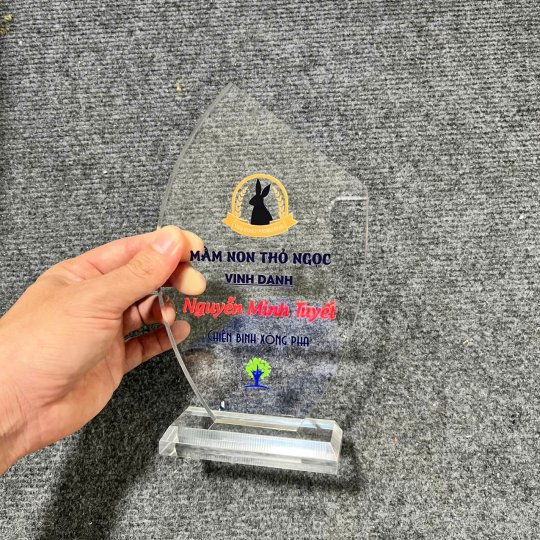 MẦM NON THỎ NGỌC
VINH DANH
Nguyễn Minh Tuyết
CHIẾN BINH XÔNG PHA